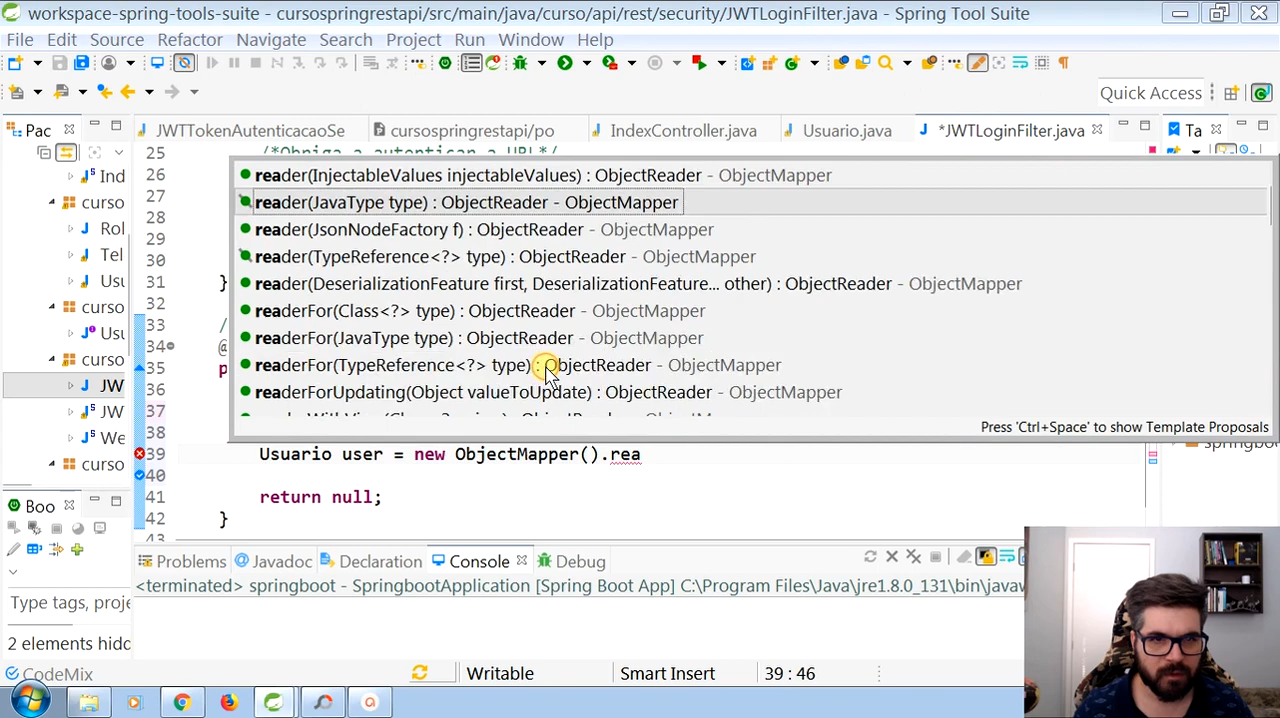 workspace-spring-tools-suite - cursospringrestapi/src/main/java/curso/api/rest/security/JWTLoginFilter.java - Spring Tool Suite
File Edit Source Refactor Navigate Search Project Run Window Help
Quick Access
Pac
JWTTokenAutenticacaoSe
cursospringrestapi/po
IndexController.java
Usuario.java
*JWTLoginFilter.java
Ta
25 /*Obriga a autenticar a URL*/
26 reader(InjectableValues injectableValues) : ObjectReader - ObjectMapper
27 reader(JavaType type) : ObjectReader - ObjectMapper
28 reader(JsonNodeFactory f) : ObjectReader - ObjectMapper
29 reader(TypeReference<?> type) : ObjectReader - ObjectMapper
30 reader(DeserializationFeature first, DeserializationFeature... other) : ObjectReader - ObjectMapper
31 }
readerFor(Class<?> type) : ObjectReader - ObjectMapper
32
readerFor(JavaType type) : ObjectReader - ObjectMapper
33 /
34 @
readerFor(TypeReference<?> type) : ObjectReader - ObjectMapper
35 p
readerForUpdating(Object valueToUpdate) : ObjectReader - ObjectMapper
37
38
Press 'Ctrl+Space' to show Template Proposals
39 Usuario user = new ObjectMapper().rea
40
41 return null;
42 }
43
Ind
curso
Rol
Tel
Usu
curso
Usu
curso
JW
JW
We
curso
springbo
Boo
Type tags, proje
2 elements hidd
CodeMix
Problems
Javadoc
Declaration
Console
Debug
<terminated> springboot - SpringbootApplication [Spring Boot App] C:\Program Files\Java\jre1.8.0_131\bin\javaw
Writable
Smart Insert
39 : 46